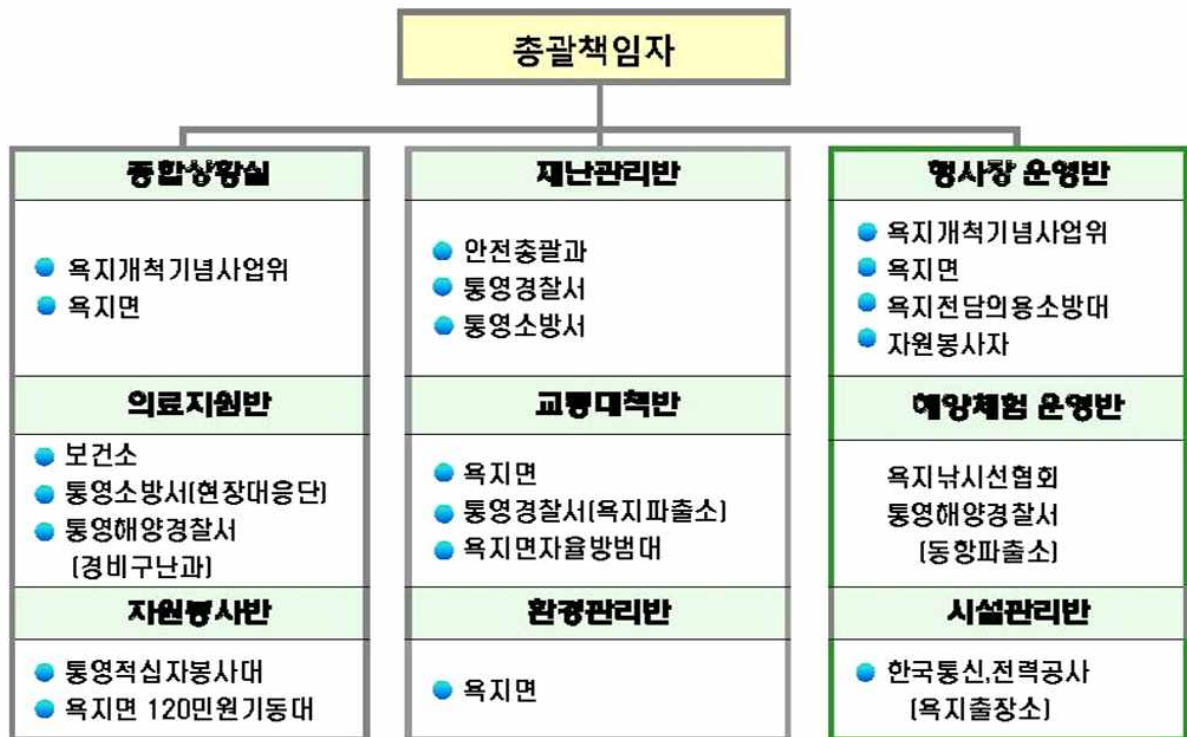 총괄책임자
종합상황실
욕지개척기념사업위
욕지면
의료지원반
보건소
통영소방서(현장대응단)
통영해양경찰서
(경비구난과)
자원봉사반
통영적십자봉사대
욕지면 120민원기동대
재난관리반
안전총괄과
통영경찰서
통영소방서
교통대책반
욕지면
통영경찰서(욕지파출소)
욕지면자율방범대
환경관리반
욕지면
행사장 운영반
욕지개척기념사업위
욕지면
욕지전담의용소방대
자원봉사자
해양체험 운영반
욕지낚시선협회
통영해양경찰서
(동항파출소)
시설관리반
한국통신,전력공사
(욕지출장소)